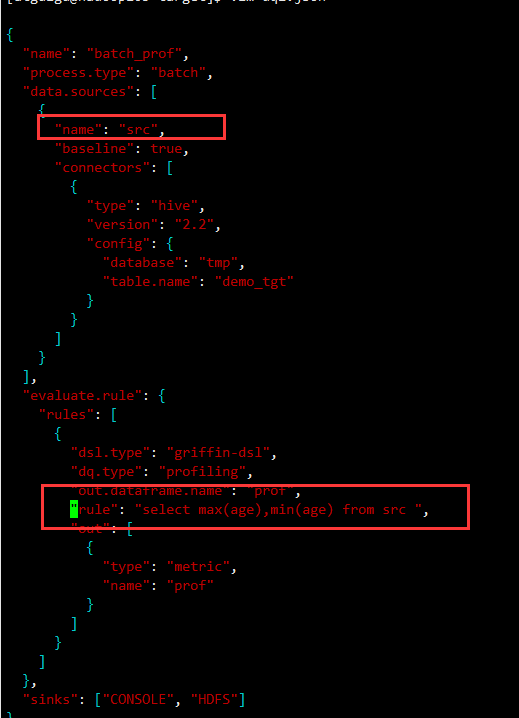 {
"name": "batch_prof",
"process.type": "batch",
"data.sources": [
{
"name": "src",
"baseline": true,
"connectors": [
{
"type": "hive",
"version": "2.2",
"config": {
"database": "tmp",
"table.name": "demo_tgt"
}
}
]
}
],
"evaluate.rule": {
"rules": [
{
"dsl.type": "griffin-dsl",
"dq.type": "profiling",
"out.dataframe.name": "prof",
"rule": "select max(age),min(age) from src ",
"out": [
{
"type": "metric",
"name": "prof"
}
]
}
]
},
"sinks": ["CONSOLE", "HDFS"]
}